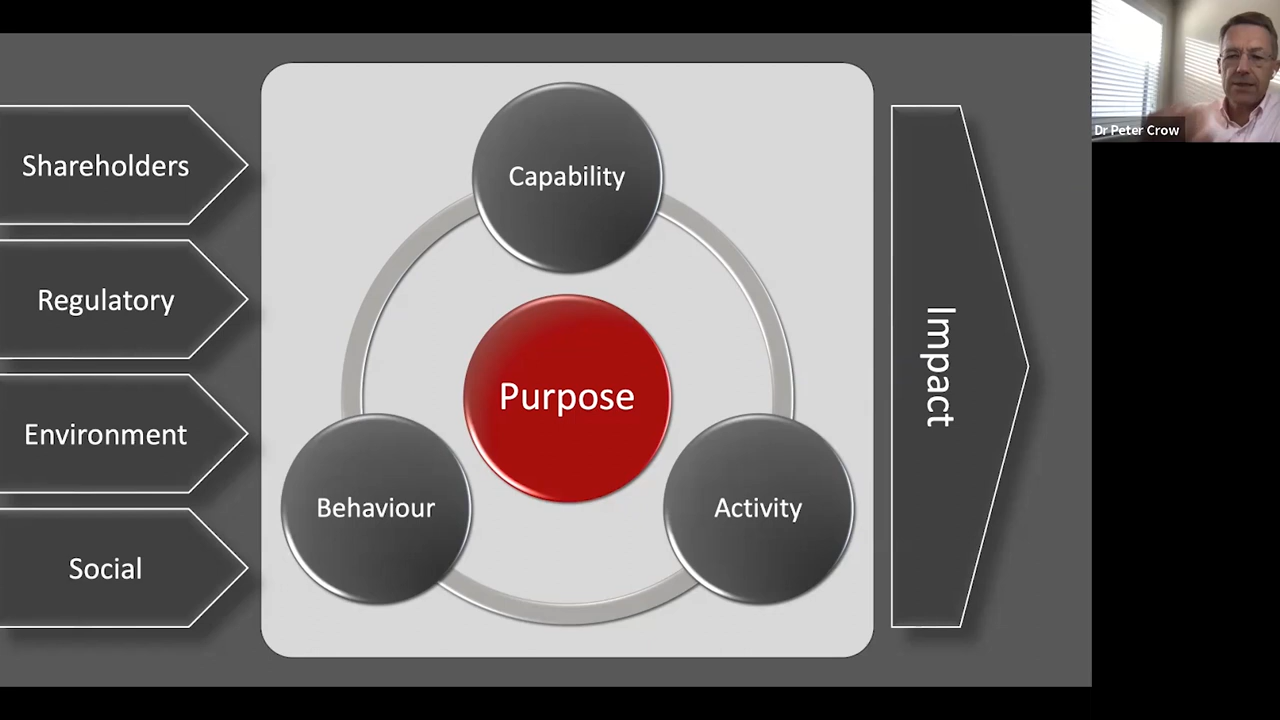 Shareholders
Regulatory
Environment
Social
Capability
Purpose
Behaviour
Activity
Impact
Dr Peter Crow